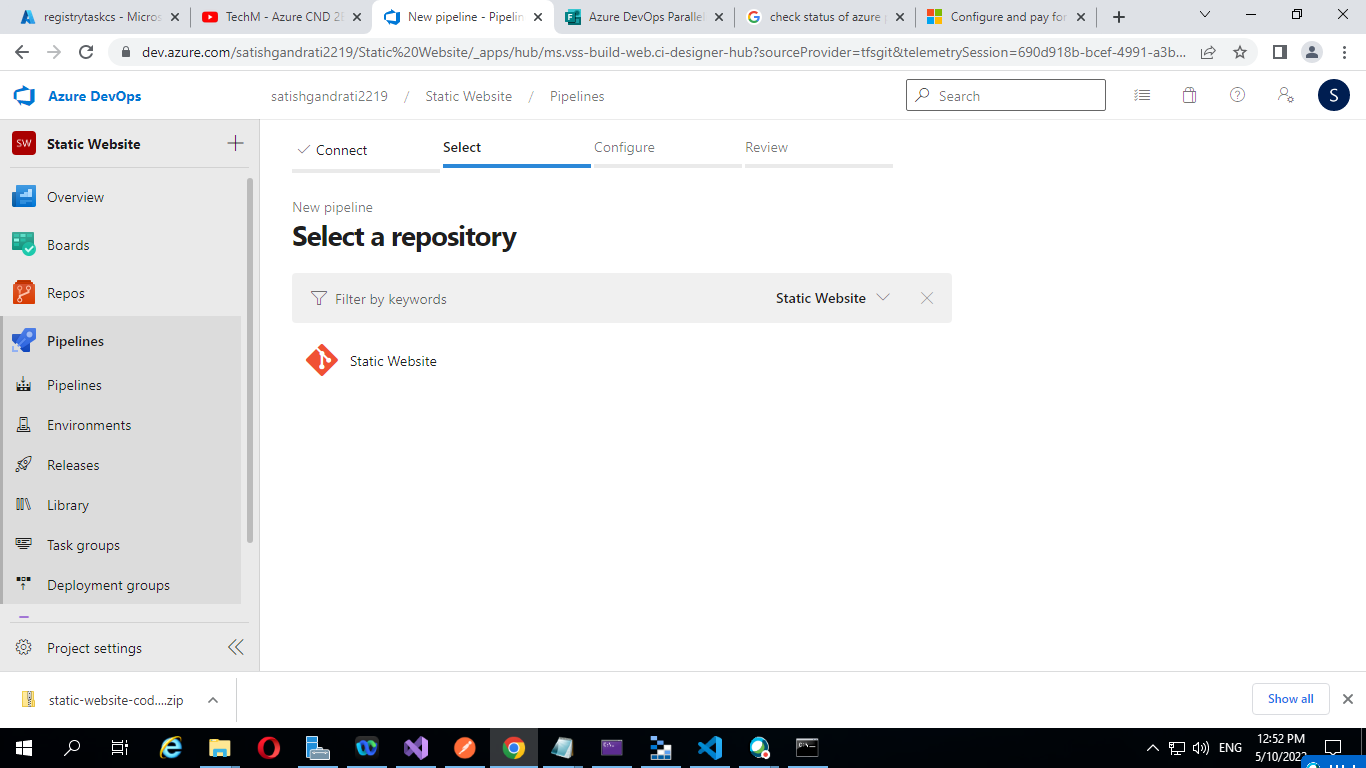 registrytaskcs - Micros
TechM - Azure CND 2
New pipeline - Pipelin
Azure DevOps Parallel
check status of azure p
Configure and pay for
dev.azure.com/satishgandrati2219/Static%20Website/_apps/hub/ms.vss-build-web.ci-designer-hub?sourceProvider=tfsgit&telemetrySession=690d918b-bcef-4991-a3b...
Azure DevOps
satishgandrati2219 / Static Website / Pipelines
Search
S
SW Static Website
Overview
Boards
Repos
Pipelines
Pipelines
Environments
Releases
Library
Task groups
Deployment groups
Project settings
Connect
Select
Configure
Review
New pipeline
Select a repository
Filter by keywords
Static Website
Static Website
static-website-cod....zip
Show all
ENG
12:52 PM